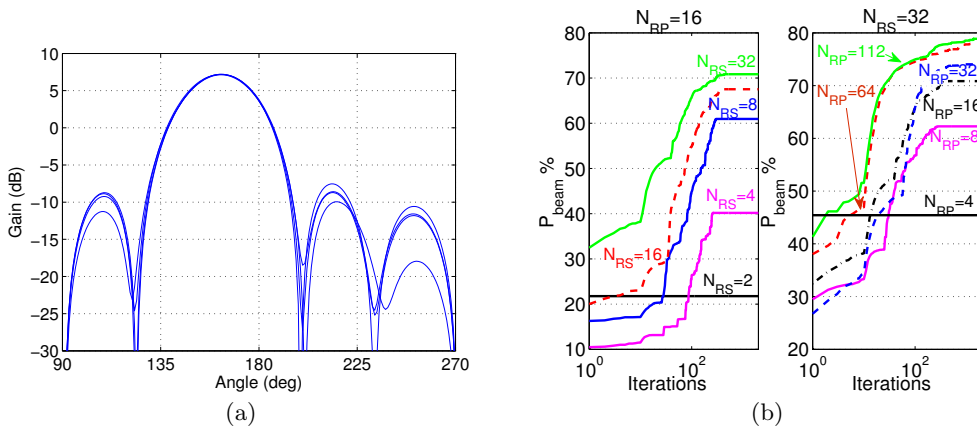 10
5
0
-5
-10
-15
-20
-25
-30
Gain (dB)
90 135 180 225 270
Angle (deg)
(a)
N_RP=16
80
70
60
50
40
30
20
10
P_beam %
N_RS=32
N_RS=8
N_RS=4
N_RS=16
N_RS=2
10^0 10^2
Iterations
N_RS=32
80
70
60
50
40
30
20
P_beam %
N_RP=112
N_RP=64
N_RP=32
N_RP=16
N_RP=8
N_RP=4
10^0 10^2
Iterations
(b)